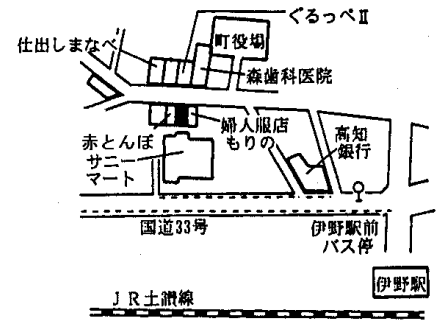 ぐるっぺⅡ
仕出しまなべ
町役場
森歯科医院
赤とんぼ
サニー
マート
婦人服店
もりの
高知
銀行
国道33号
伊野駅前
バス停
伊野駅
JR土讃線